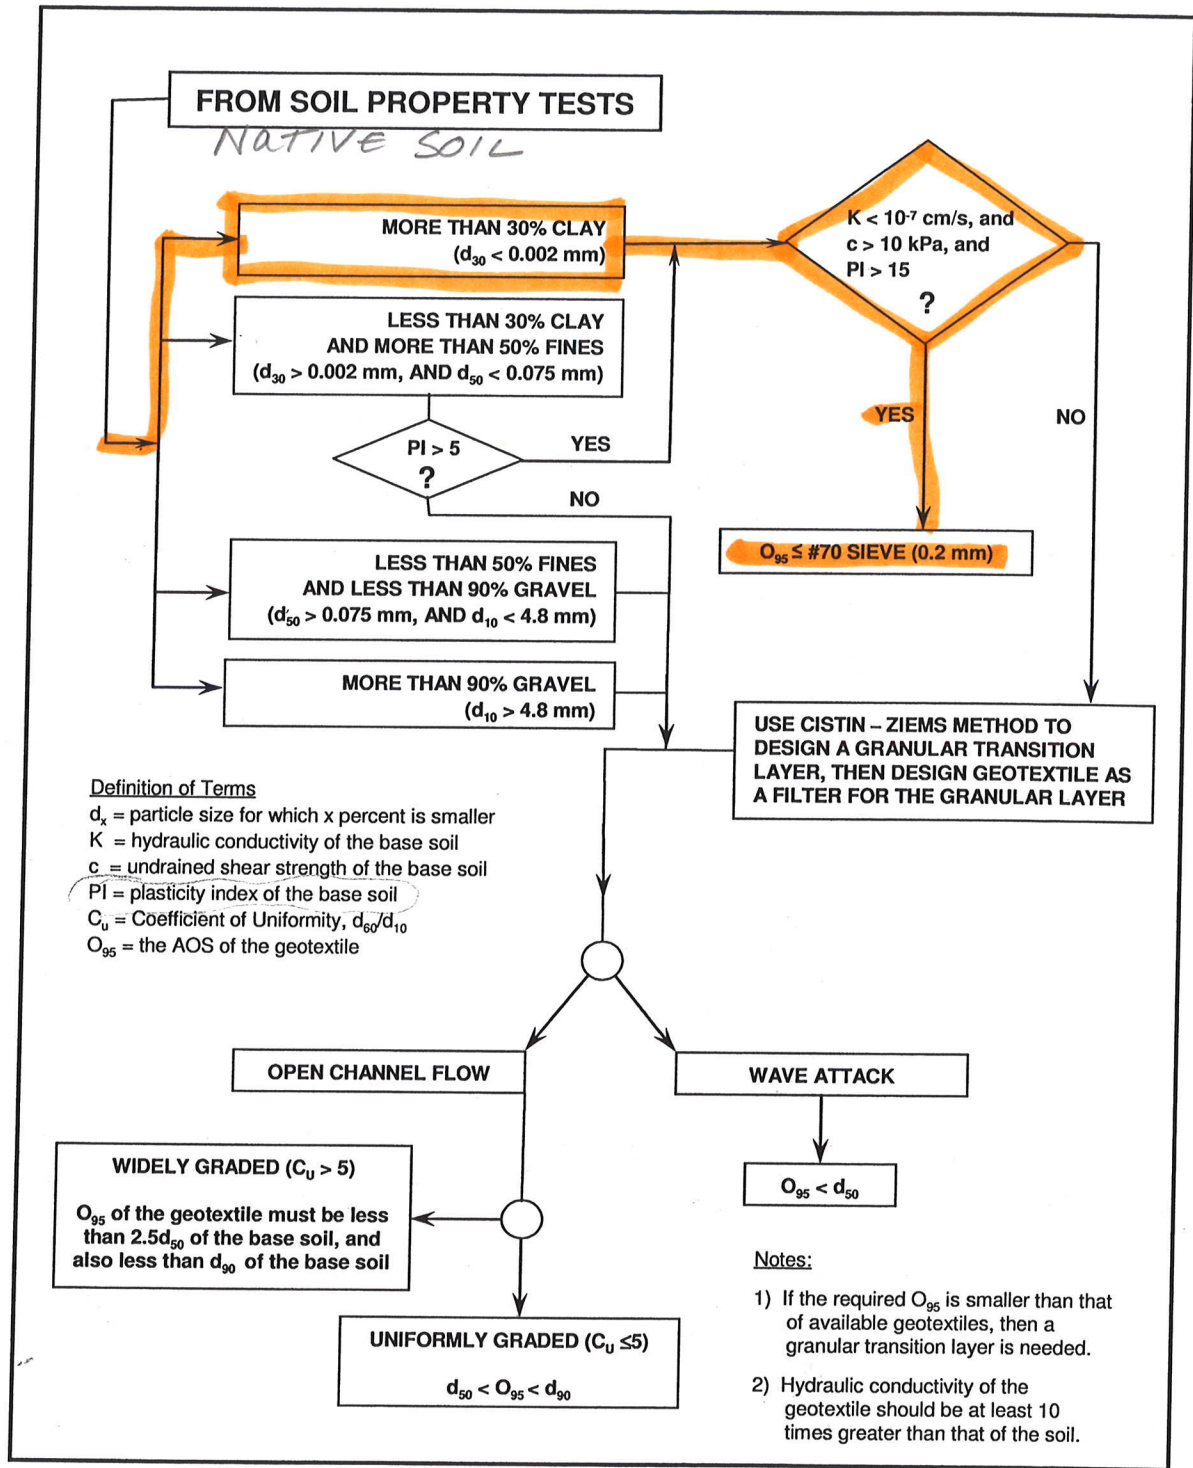 FROM SOIL PROPERTY TESTS
NATIVE SOIL
MORE THAN 30% CLAY
(d30 < 0.002 mm)
K < 10-7 cm/s, and
c > 10 kPa, and
PI > 15
?
LESS THAN 30% CLAY
AND MORE THAN 50% FINES
(d30 > 0.002 mm, AND d50 < 0.075 mm)
PI > 5
?
YES
NO
YES
NO
O95 ≤ #70 SIEVE (0.2 mm)
LESS THAN 50% FINES
AND LESS THAN 90% GRAVEL
(d50 > 0.075 mm, AND d10 < 4.8 mm)
MORE THAN 90% GRAVEL
(d10 > 4.8 mm)
USE CISTIN – ZIEMS METHOD TO
DESIGN A GRANULAR TRANSITION
LAYER, THEN DESIGN GEOTEXTILE AS
A FILTER FOR THE GRANULAR LAYER
Definition of Terms
dx = particle size for which x percent is smaller
K = hydraulic conductivity of the base soil
c = undrained shear strength of the base soil
PI = plasticity index of the base soil
Cu = Coefficient of Uniformity, d60/d10
O95 = the AOS of the geotextile
OPEN CHANNEL FLOW
WAVE ATTACK
WIDELY GRADED (CU > 5)
O95 of the geotextile must be less
than 2.5d50 of the base soil, and
also less than d90 of the base soil
O95 < d50
UNIFORMLY GRADED (CU ≤5)
d50 < O95 < d90
Notes:
1) If the required O95 is smaller than that
of available geotextiles, then a
granular transition layer is needed.
2) Hydraulic conductivity of the
geotextile should be at least 10
times greater than that of the soil.